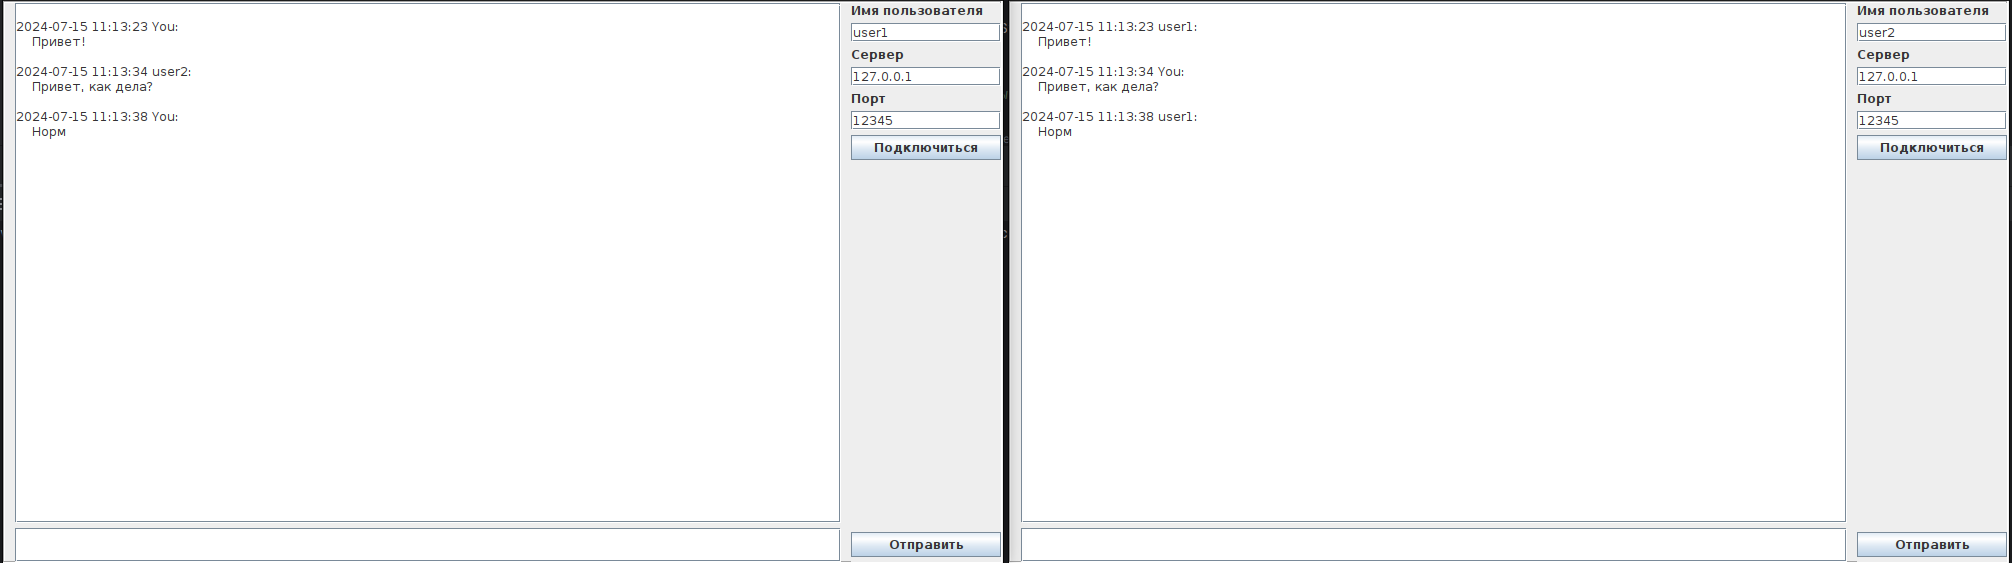 2024-07-15 11:13:23 You:
Привет!
2024-07-15 11:13:34 user2:
Привет, как дела?
2024-07-15 11:13:38 You:
Норм
Имя пользователя
user1
Сервер
127.0.0.1
Порт
12345
Подключиться
Отправить
2024-07-15 11:13:23 user1:
Привет!
2024-07-15 11:13:34 You:
Привет, как дела?
2024-07-15 11:13:38 user1:
Норм
Имя пользователя
user2
Сервер
127.0.0.1
Порт
12345
Подключиться
Отправить